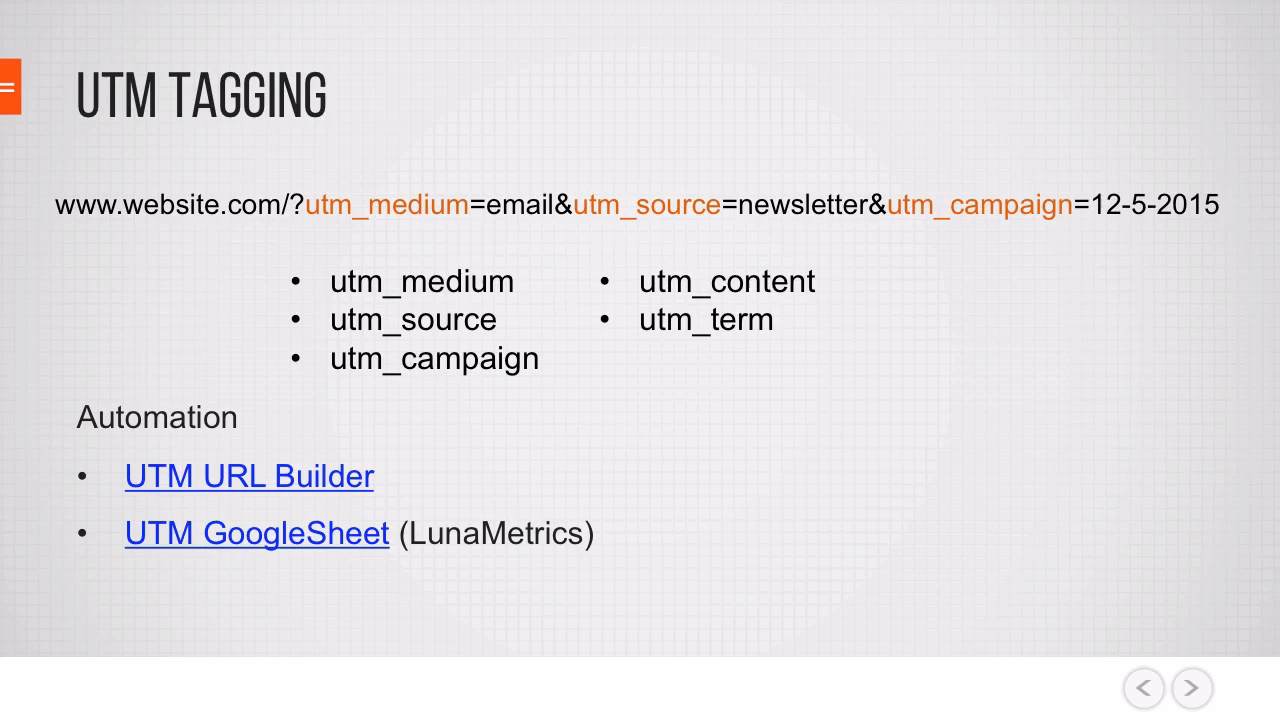 UTM TAGGING
www.website.com/?utm_medium=email&utm_source=newsletter&utm_campaign=12-5-2015
• utm_medium
• utm_source
• utm_campaign
• utm_content
• utm_term
Automation
• UTM URL Builder
• UTM GoogleSheet (LunaMetrics)